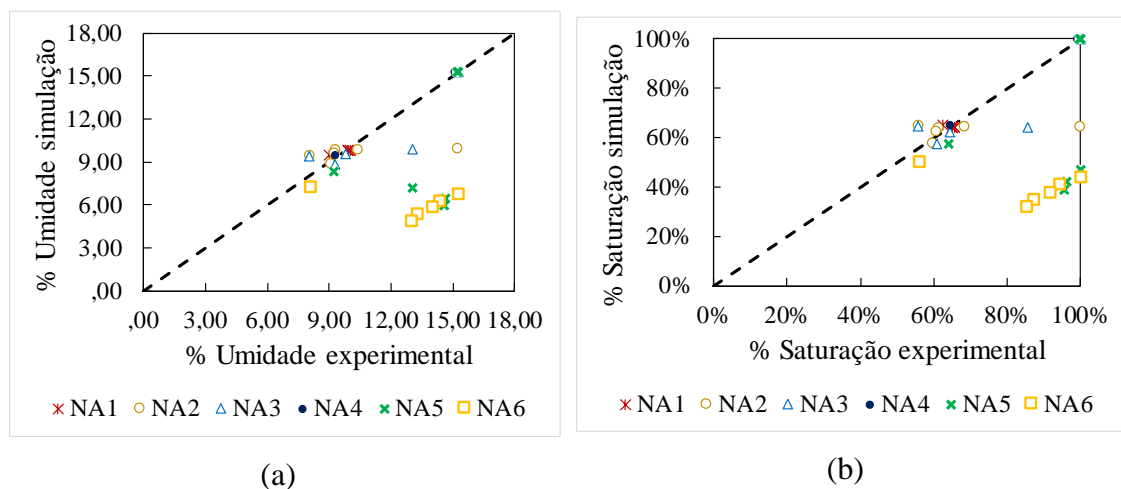 % Umidade simulação
18,00
15,00
12,00
9,00
6,00
3,00
,00
,00 3,00 6,00 9,00 12,00 15,00 18,00
% Umidade experimental
NA1 NA2 NA3 NA4 NA5 NA6
(a)
% Saturação simulação
100%
80%
60%
40%
20%
0%
0% 20% 40% 60% 80% 100%
% Saturação experimental
NA1 NA2 NA3 NA4 NA5 NA6
(b)